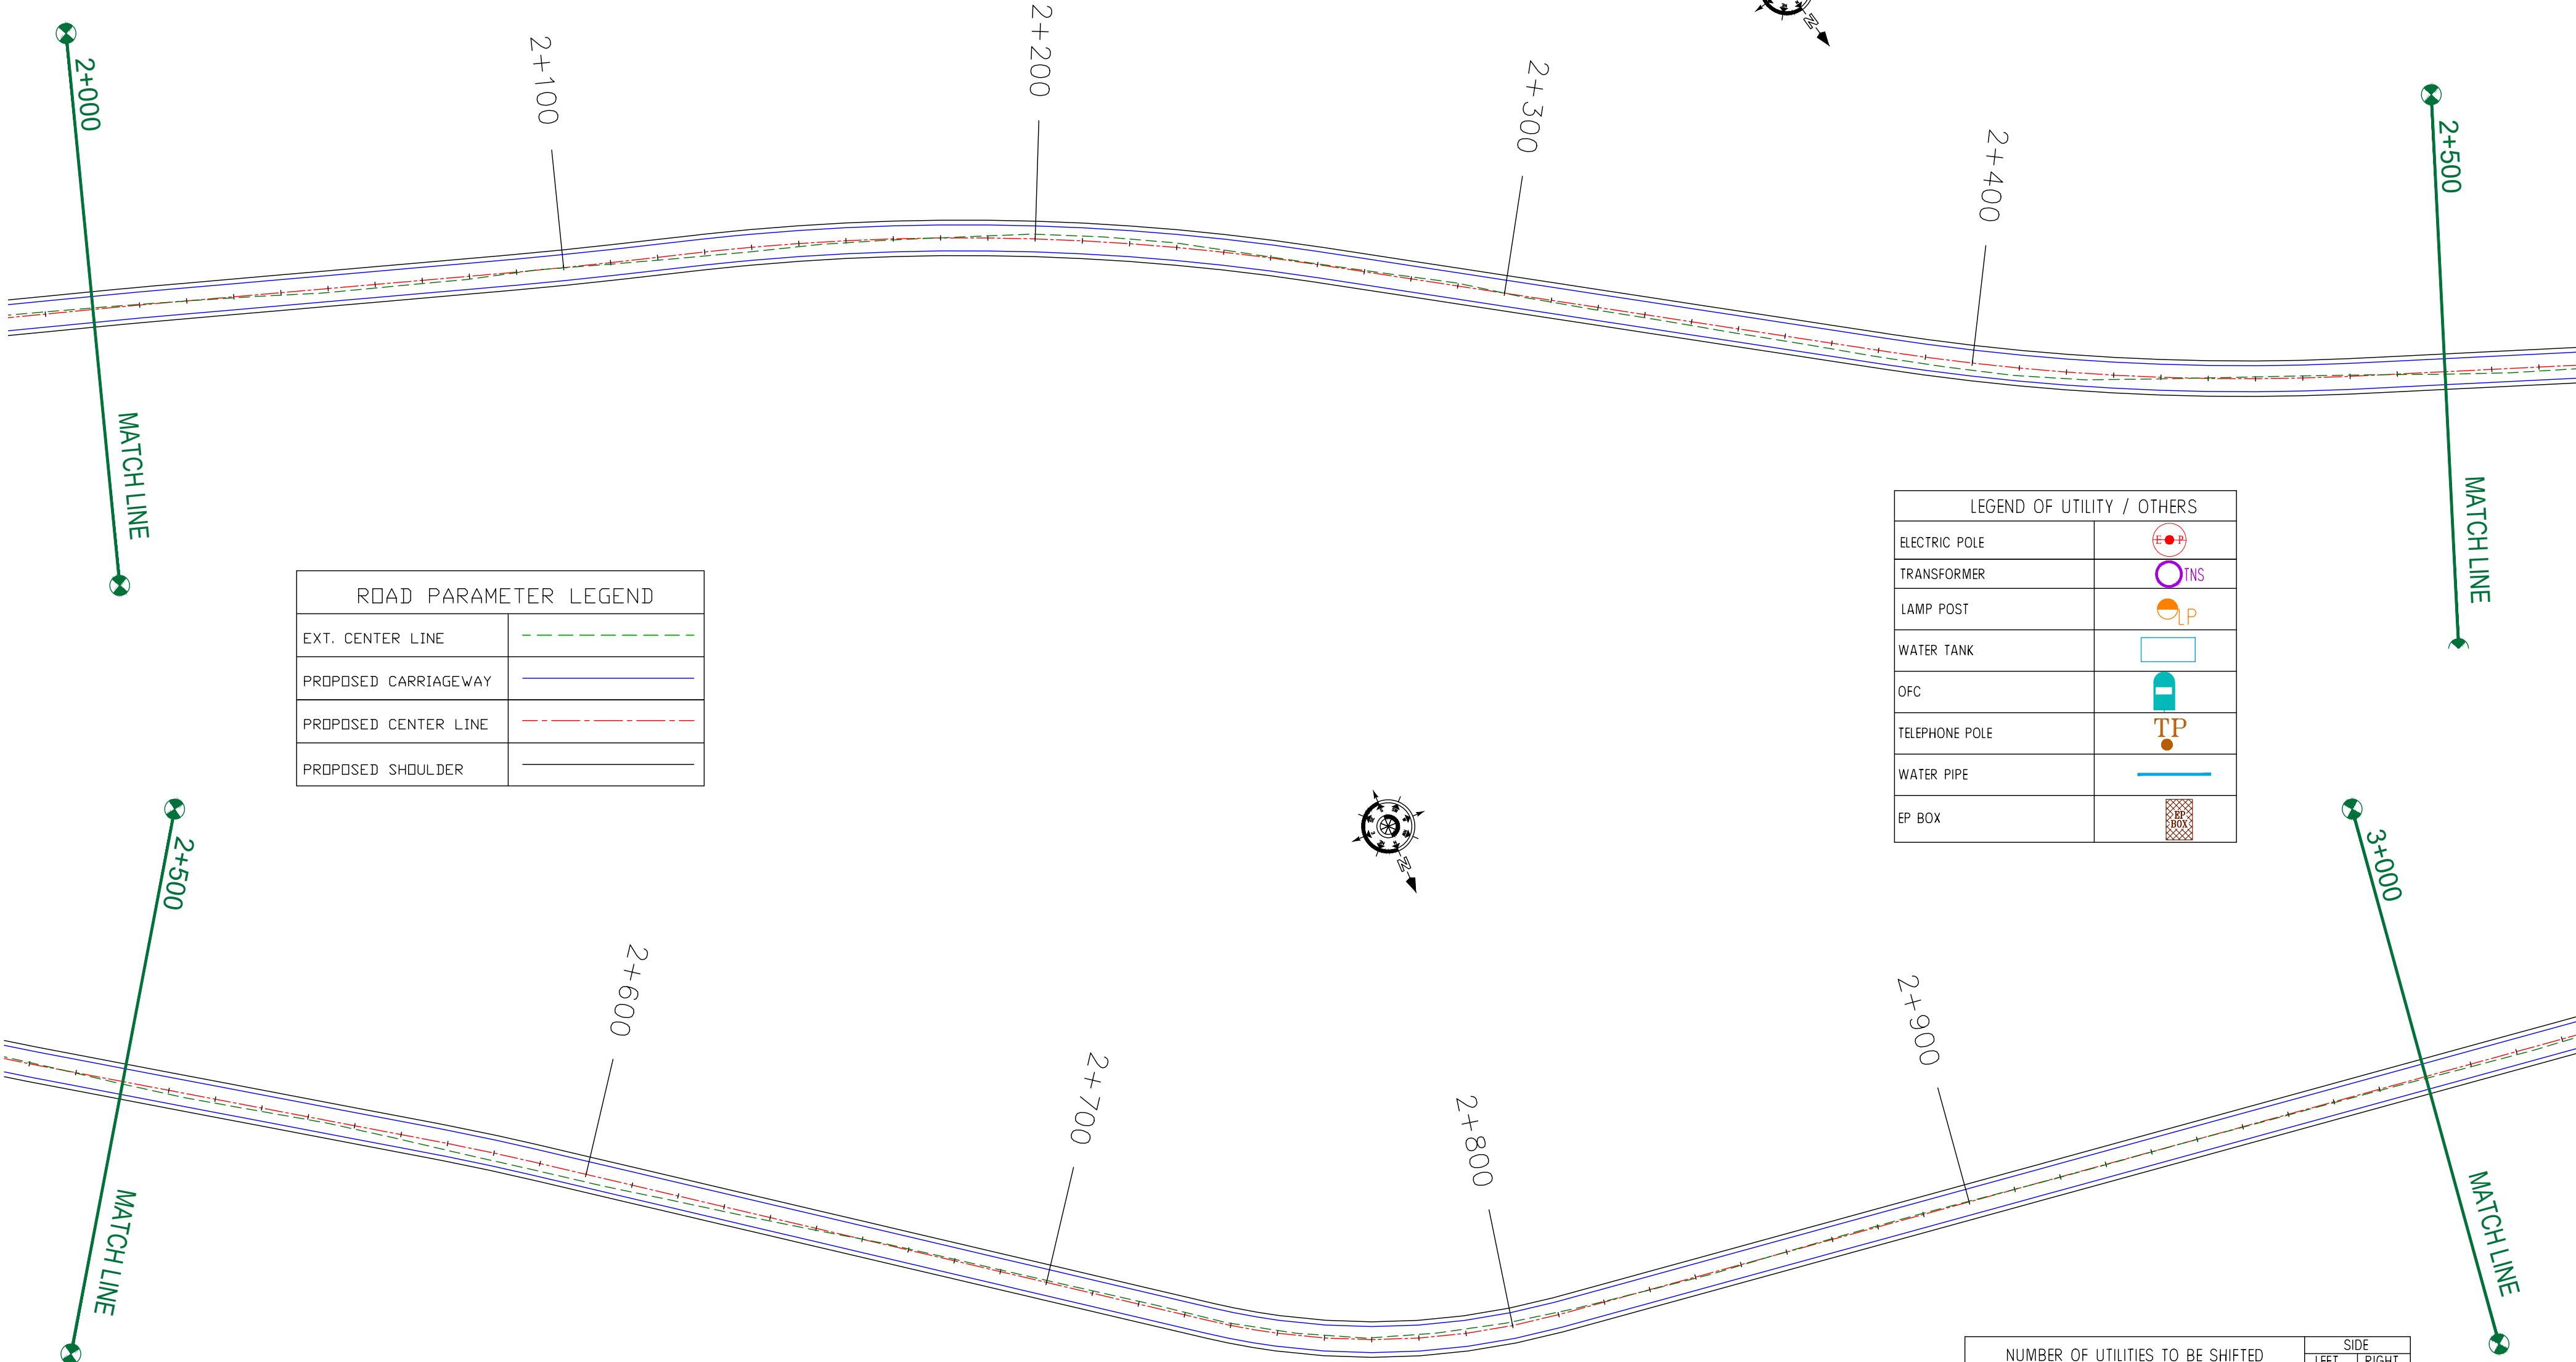 2+000
2+100
2+200
2+300
2+400
2+500
N
MATCH LINE
MATCH LINE
ROAD PARAMETER LEGEND
EXT. CENTER LINE
PROPOSED CARRIAGEWAY
PROPOSED CENTER LINE
PROPOSED SHOULDER
LEGEND OF UTILITY / OTHERS
ELECTRIC POLE E P
TRANSFORMER TNS
LAMP POST LP
WATER TANK
OFC
TELEPHONE POLE TP
WATER PIPE
EP BOX EP BOX
N
2+500
2+600
2+700
2+800
2+900
3+000
MATCH LINE
MATCH LINE
NUMBER OF UTILITIES TO BE SHIFTED
SIDE
LEFT RIGHT